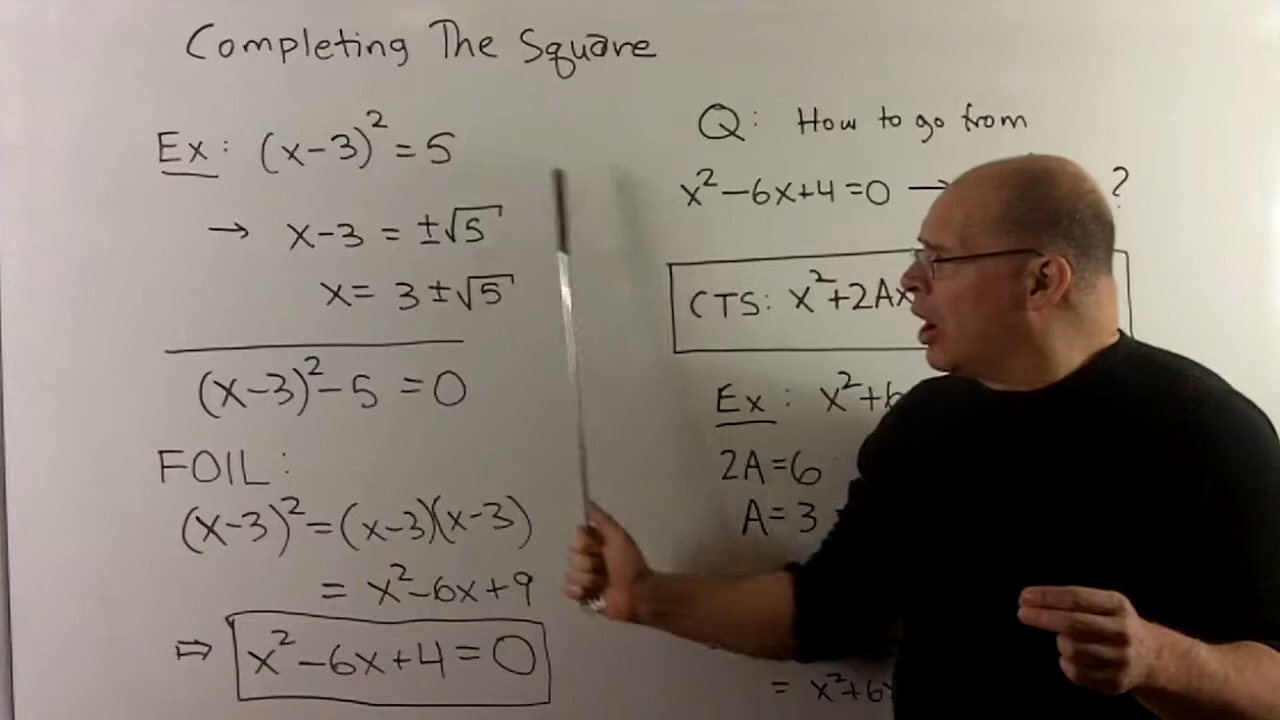 Completing The Square
Ex: (x-3)² = 5
→ x-3 = ±√5
x = 3 ± √5
(x-3)² - 5 = 0
FOIL:
(x-3)² = (x-3)(x-3)
= x² - 6x + 9
⇒ x² - 6x + 4 = 0
Q: How to go from
x² - 6x + 4 = 0 → ?
CTS: x² + 2Ax
Ex: x² + 6
2A = 6
A = 3
= x² + 6x